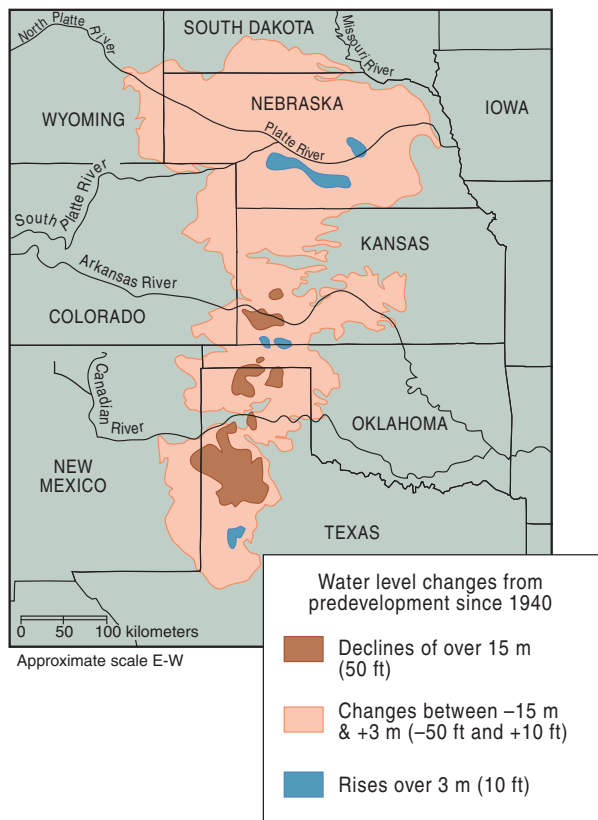 SOUTH DAKOTA
North Platte River
Missouri River
WYOMING
NEBRASKA
IOWA
Platte River
South Platte River
KANSAS
Arkansas River
COLORADO
Canadian River
OKLAHOMA
NEW
MEXICO
TEXAS
0 50 100 kilometers
Approximate scale E-W
Water level changes from
predevelopment since 1940
Declines of over 15 m
(50 ft)
Changes between –15 m
& +3 m (–50 ft and +10 ft)
Rises over 3 m (10 ft)